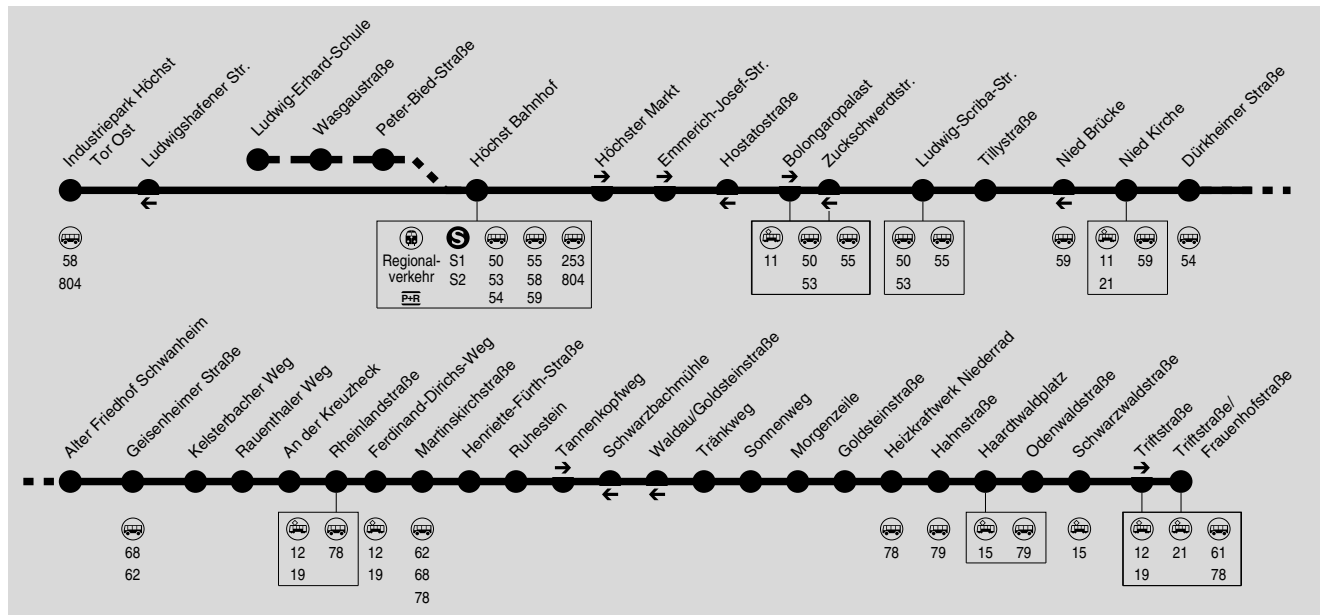 Industriepark Höchst
Tor Ost
Ludwigshafener Str.
Ludwig-Erhard-Schule
Wasgaustraße
Peter-Bied-Straße
Höchst Bahnhof
Höchster Markt
Emmerich-Josef-Str.
Hostatostraße
Bolongaropalast
Zuckschwerdtstr.
Ludwig-Scriba-Str.
Tillystraße
Nied Brücke
Nied Kirche
Dürkheimer Straße
58
804
Regional- S1 50 55 253
verkehr S2 53 58 804
P+R 54 59
11 50 55
53
50 55
53
59
11 59
21
54
Alter Friedhof Schwanheim
Geisenheimer Straße
Kelsterbacher Weg
Rauenthaler Weg
An der Kreuzheck
Rheinlandstraße
Ferdinand-Dirichs-Weg
Martinskirchstraße
Henriette-Fürth-Straße
Ruhestein
Tannenkopfweg
Schwarzbachmühle
Waldau/Goldsteinstraße
Tränkweg
Sonnenweg
Morgenzeile
Goldsteinstraße
Heizkraftwerk Niederrad
Hahnstraße
Haardtwaldplatz
Odenwaldstraße
Schwarzwaldstraße
Triftstraße
Triftstraße/
Frauenhofstraße
68
62
12 78
19
12
19
62
68
78
78
79
15 79
15
12 21 61
19 78